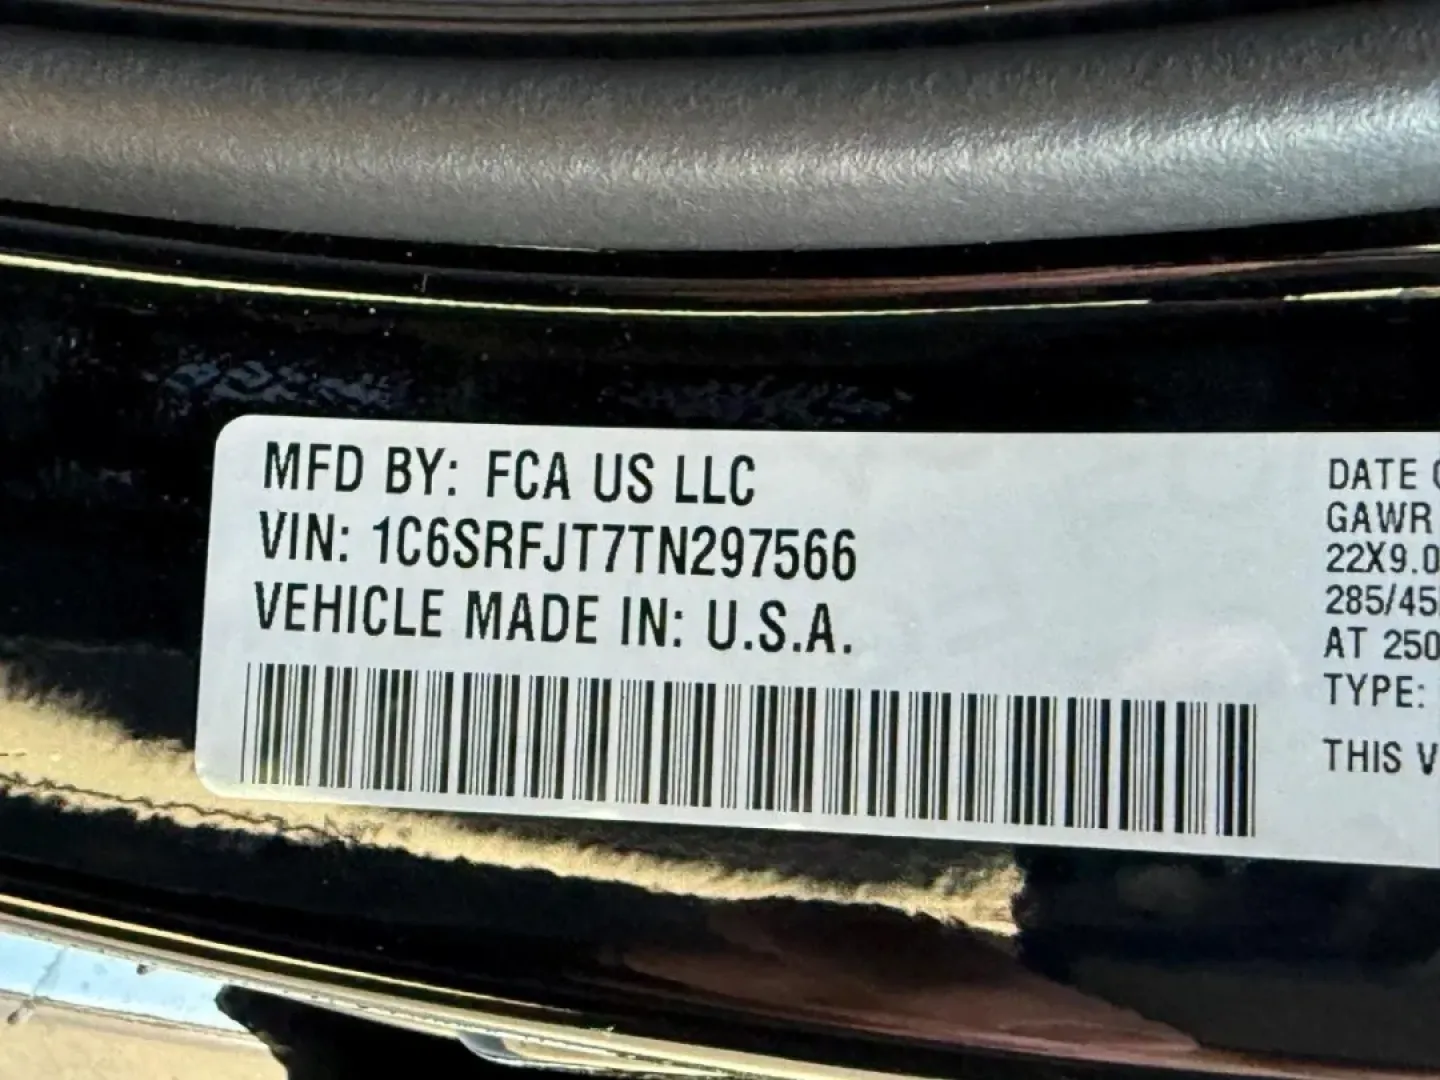 MFD BY: FCA US LLC
VIN: 1C6SRFJT7TN297566
VEHICLE MADE IN: U.S.A.
DATE
GAWR
22X9.0
285/45
AT 250
TYPE:
THIS V